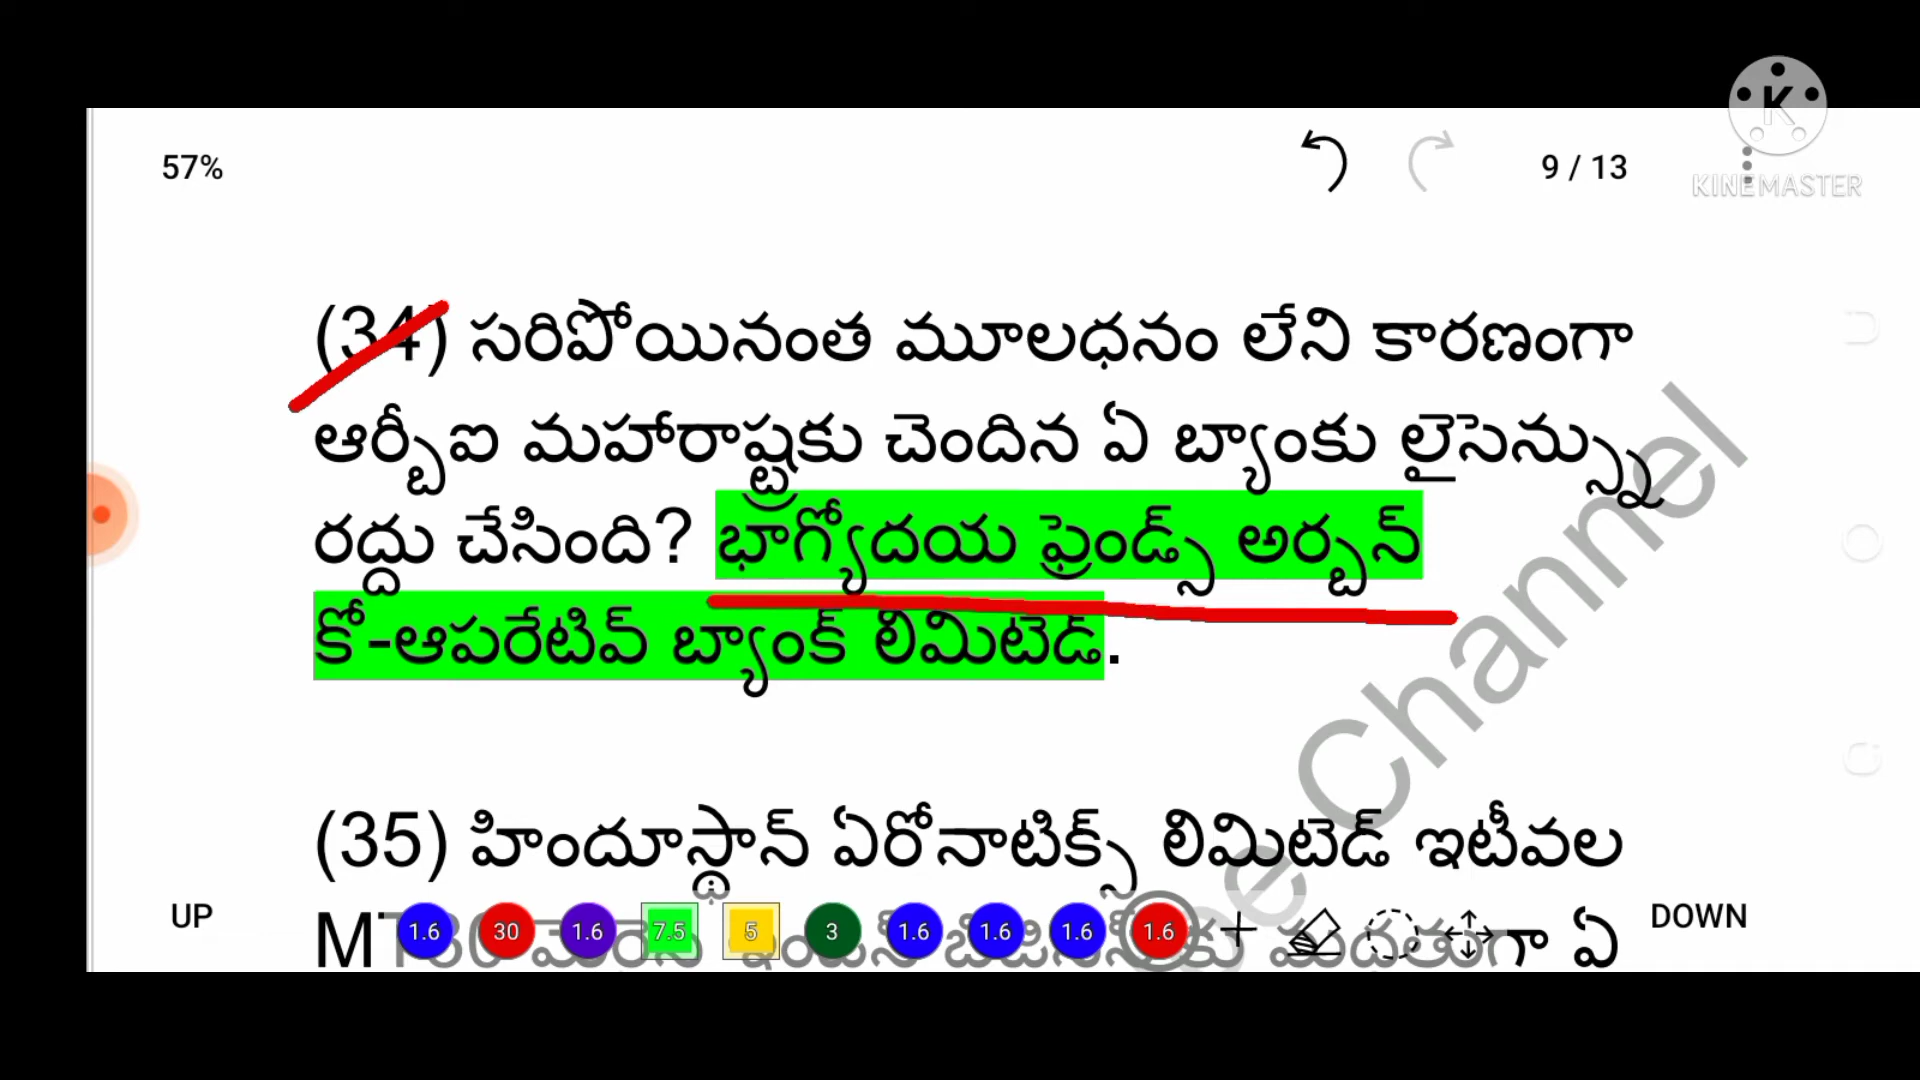 57%
9 / 13
KINEMASTER
(34) సరిపోయినంత మూలధనం లేని కారణంగా
ఆర్బీఐ మహారాష్ట్రకు చెందిన ఏ బ్యాంకు లైసెన్స్ను
రద్దు చేసింది? భాగ్యోదయ ఫ్రెండ్స్ అర్బన్
కో-ఆపరేటివ్ బ్యాంక్ లిమిటెడ్.
Channel
(35) హిందూస్థాన్ ఏరోనాటిక్స్ లిమిటెడ్ ఇటీవల
ఏ
UP
1.6 30 1.6 7.5 5 3 1.6 1.6 1.6 1.6
DOWN